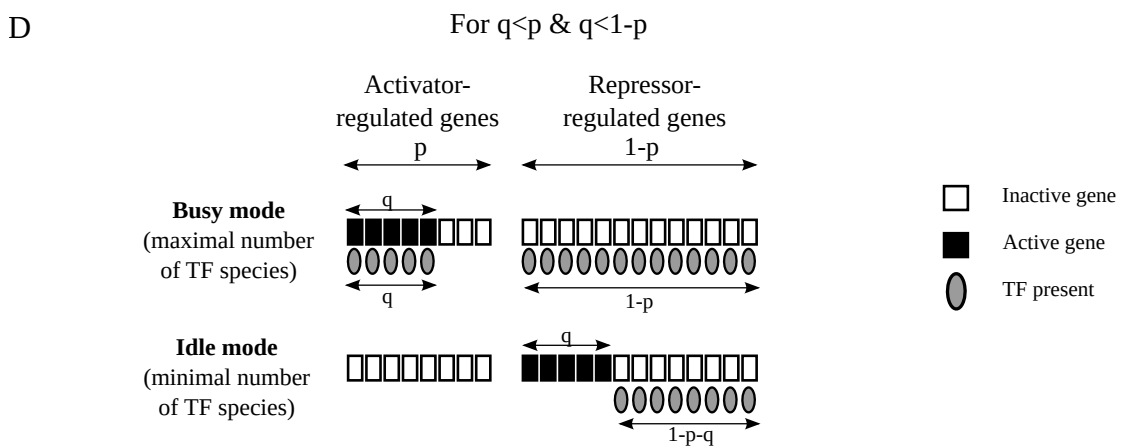 D
For q<p & q<1-p
Activator-
regulated genes
p
Repressor-
regulated genes
1-p
Busy mode
(maximal number
of TF species)
q
q
1-p
Idle mode
(minimal number
of TF species)
q
1-p-q
Inactive gene
Active gene
TF present